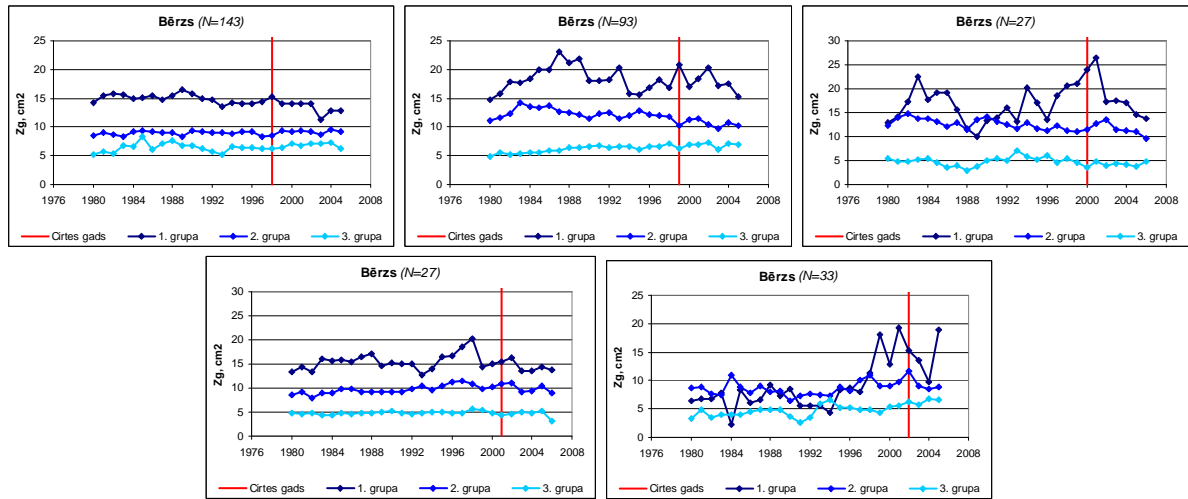 Bērzs (N=143)
Zg, cm2
25
20
15
10
5
0
1976 1980 1984 1988 1992 1996 2000 2004 2008
Cirtes gads 1. grupa 2. grupa 3. grupa
Bērzs (N=93)
Zg, cm2
25
20
15
10
5
0
1976 1980 1984 1988 1992 1996 2000 2004 2008
Cirtes gads 1. grupa 2. grupa 3. grupa
Bērzs (N=27)
Zg, cm2
30
25
20
15
10
5
0
1976 1980 1984 1988 1992 1996 2000 2004 2008
Cirtes gads 1. grupa 2. grupa 3. grupa
Bērzs (N=27)
Zg, cm2
30
25
20
15
10
5
0
1976 1980 1984 1988 1992 1996 2000 2004 2008
Cirtes gads 1. grupa 2. grupa 3. grupa
Bērzs (N=33)
Zg, cm2
25
20
15
10
5
0
1976 1980 1984 1988 1992 1996 2000 2004 2008
Cirtes gads 1. grupa 2. grupa 3. grupa